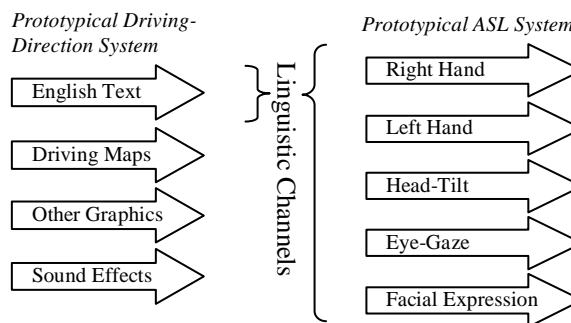 Prototypical Driving-
Direction System
English Text
Driving Maps
Other Graphics
Sound Effects
Linguistic Channels
Prototypical ASL System
Right Hand
Left Hand
Head-Tilt
Eye-Gaze
Facial Expression